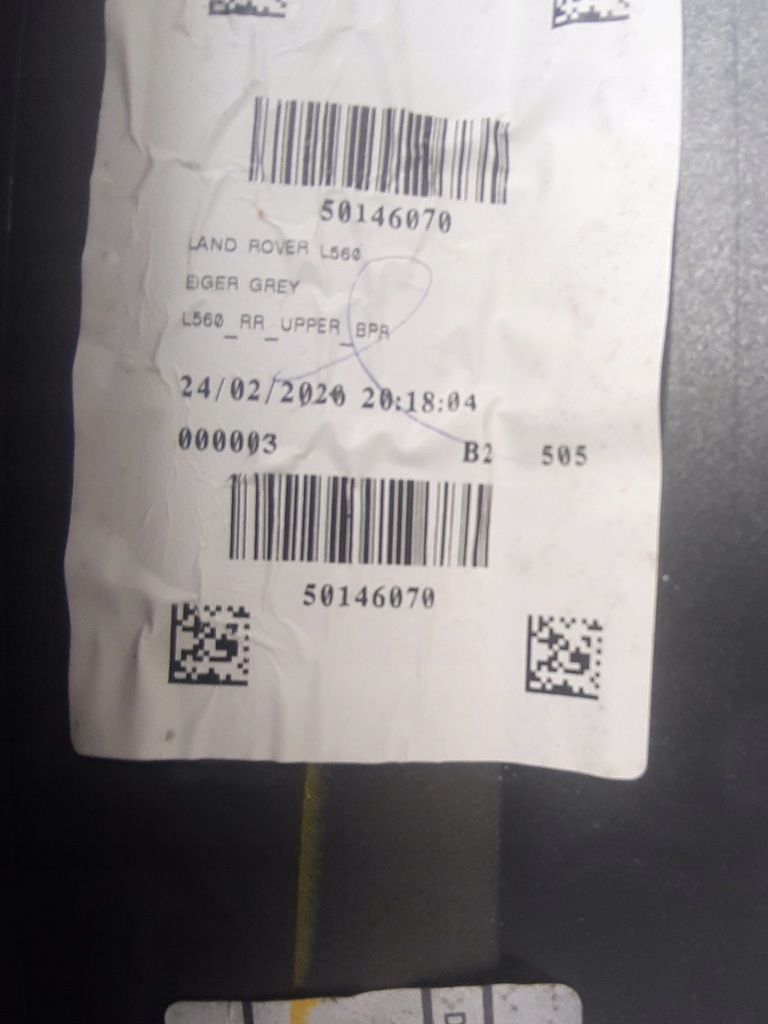 50146070
LAND ROVER L560
EIGER GREY
L560_RR_UPPER_BPR
24/02/2020 20:18:04
000003 B2 505
50146070
D